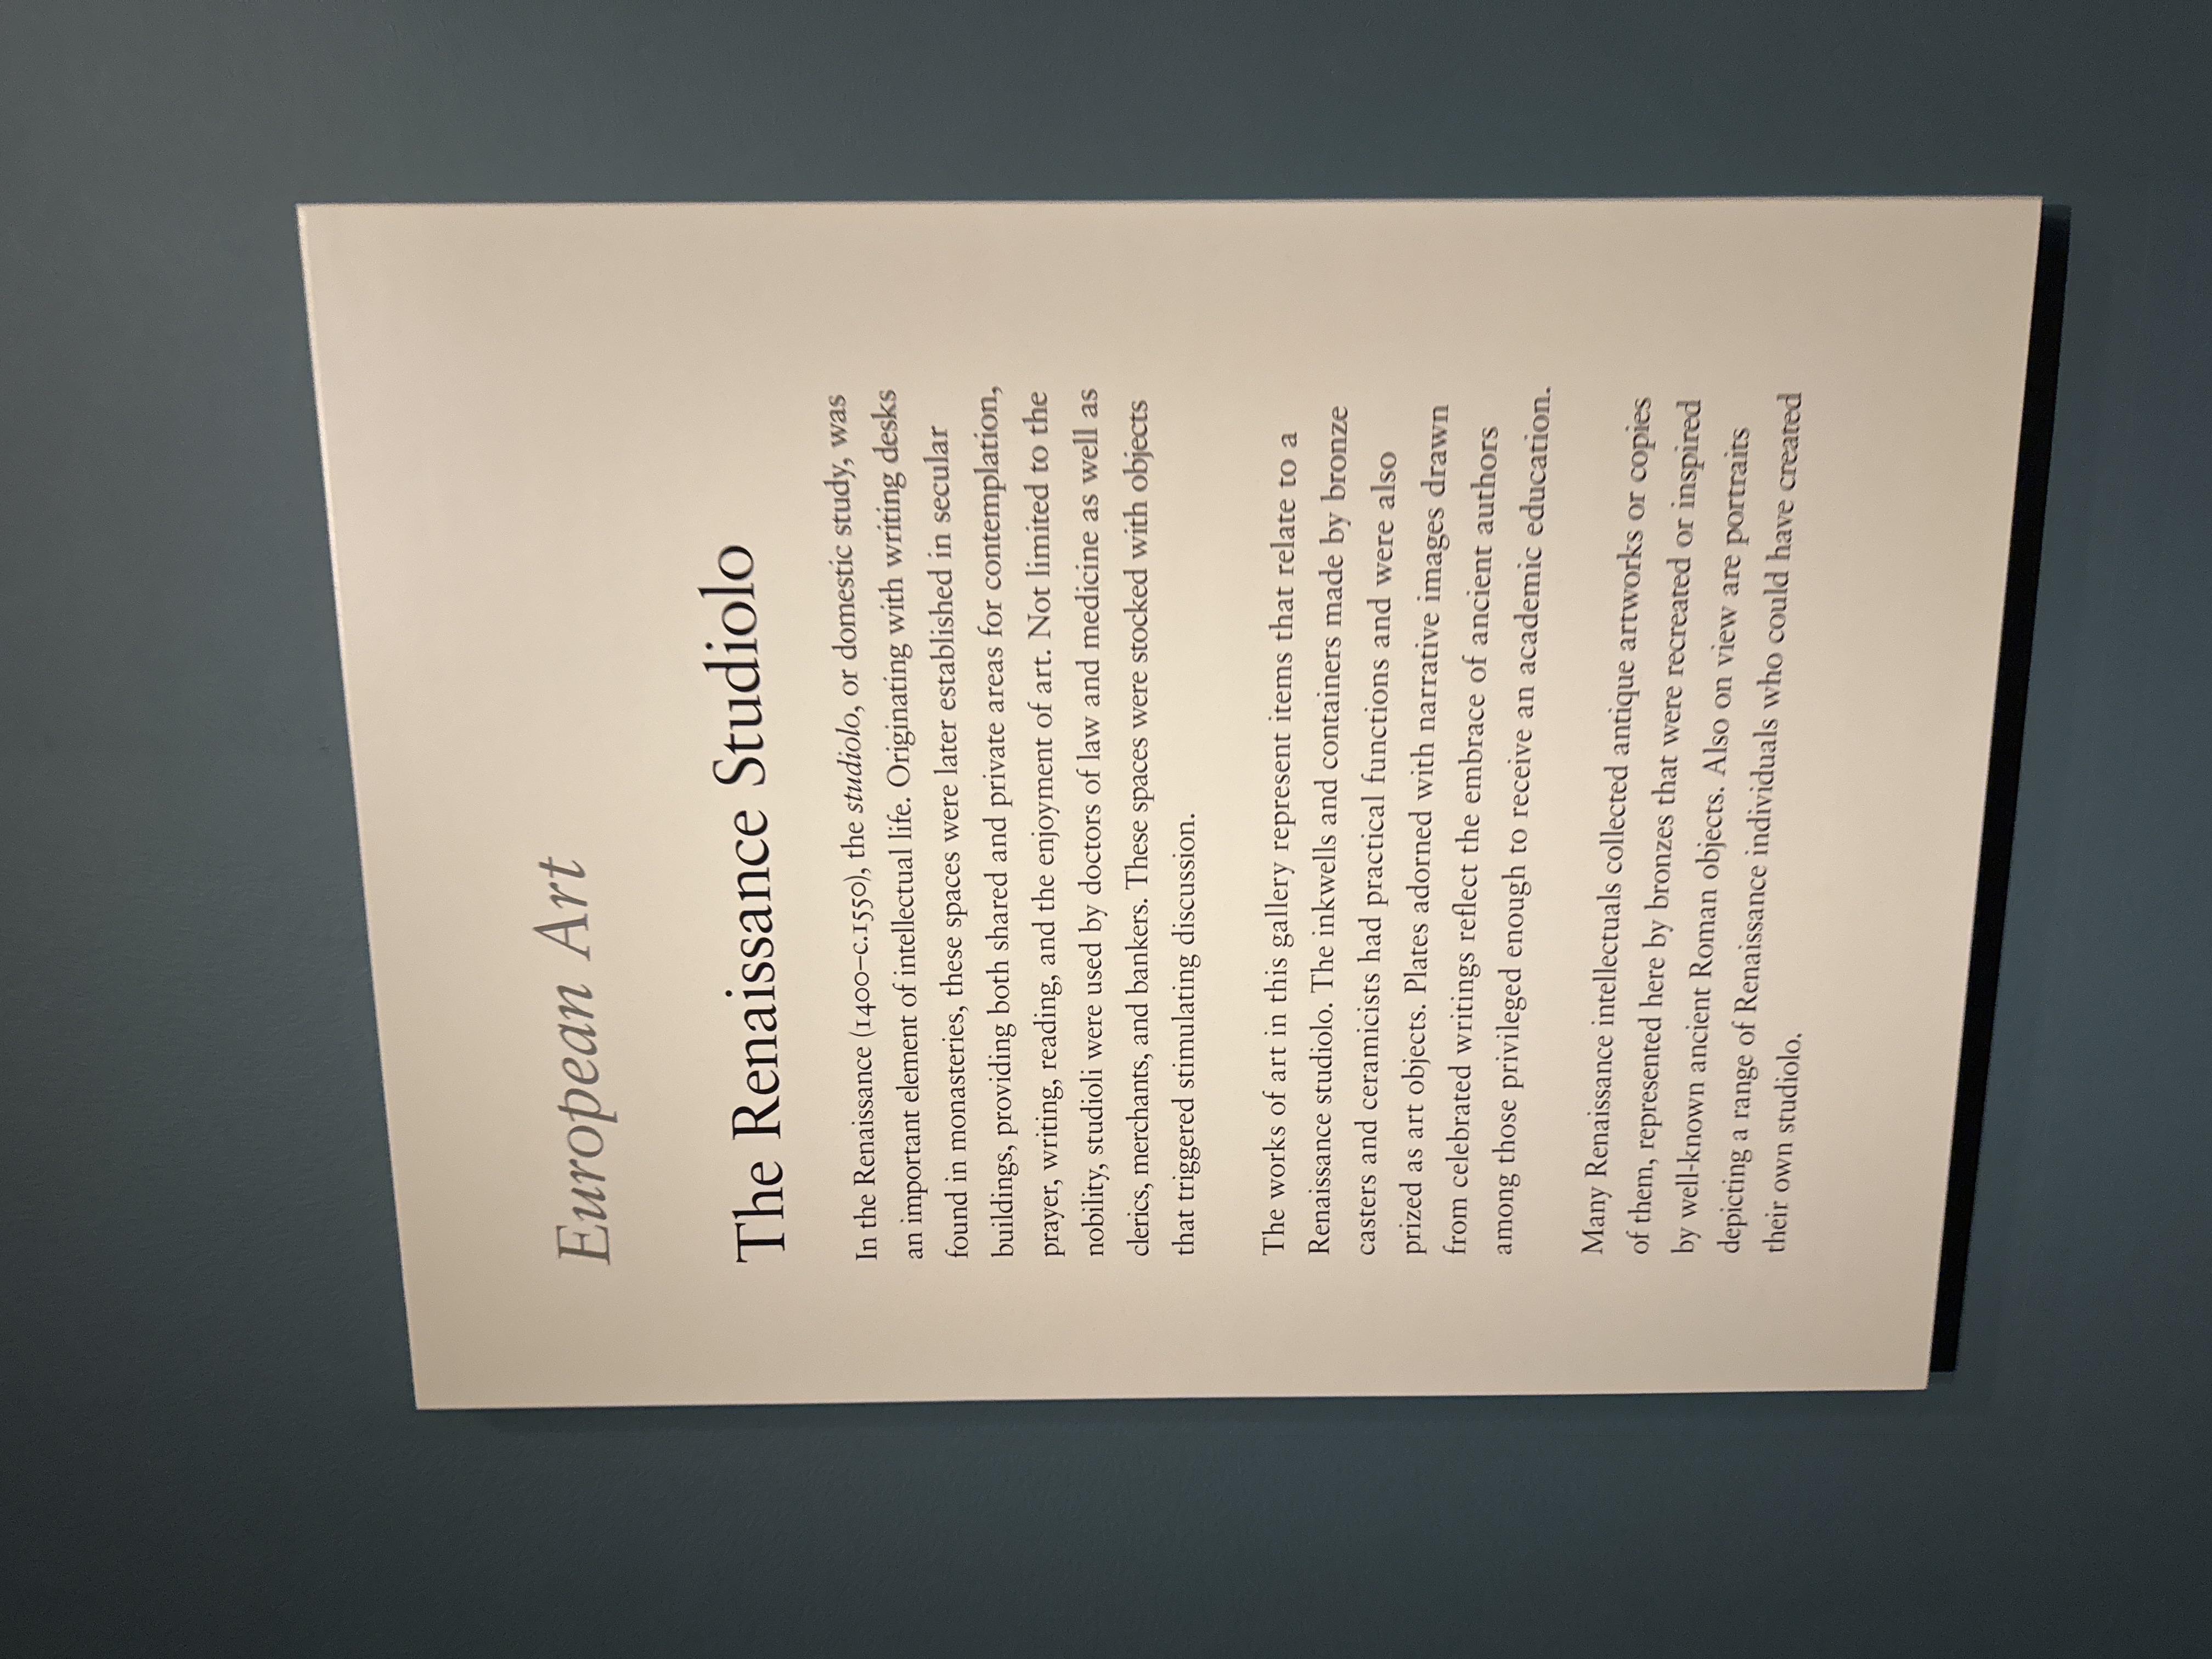 European Art
The Renaissance Studiolo
In the Renaissance (1400–c.1550), the studiolo, or domestic study, was
an important element of intellectual life. Originating with writing desks
found in monasteries, these spaces were later established in secular
buildings, providing both shared and private areas for contemplation,
prayer, writing, reading, and the enjoyment of art. Not limited to the
nobility, studioli were used by doctors of law and medicine as well as
clerics, merchants, and bankers. These spaces were stocked with objects
that triggered stimulating discussion.
The works of art in this gallery represent items that relate to a
Renaissance studiolo. The inkwells and containers made by bronze
casters and ceramicists had practical functions and were also
prized as art objects. Plates adorned with narrative images drawn
from celebrated writings reflect the embrace of ancient authors
among those privileged enough to receive an academic education.
Many Renaissance intellectuals collected antique artworks or copies
of them, represented here by bronzes that were recreated or inspired
by well-known ancient Roman objects. Also on view are portraits
depicting a range of Renaissance individuals who could have created
their own studiolo.